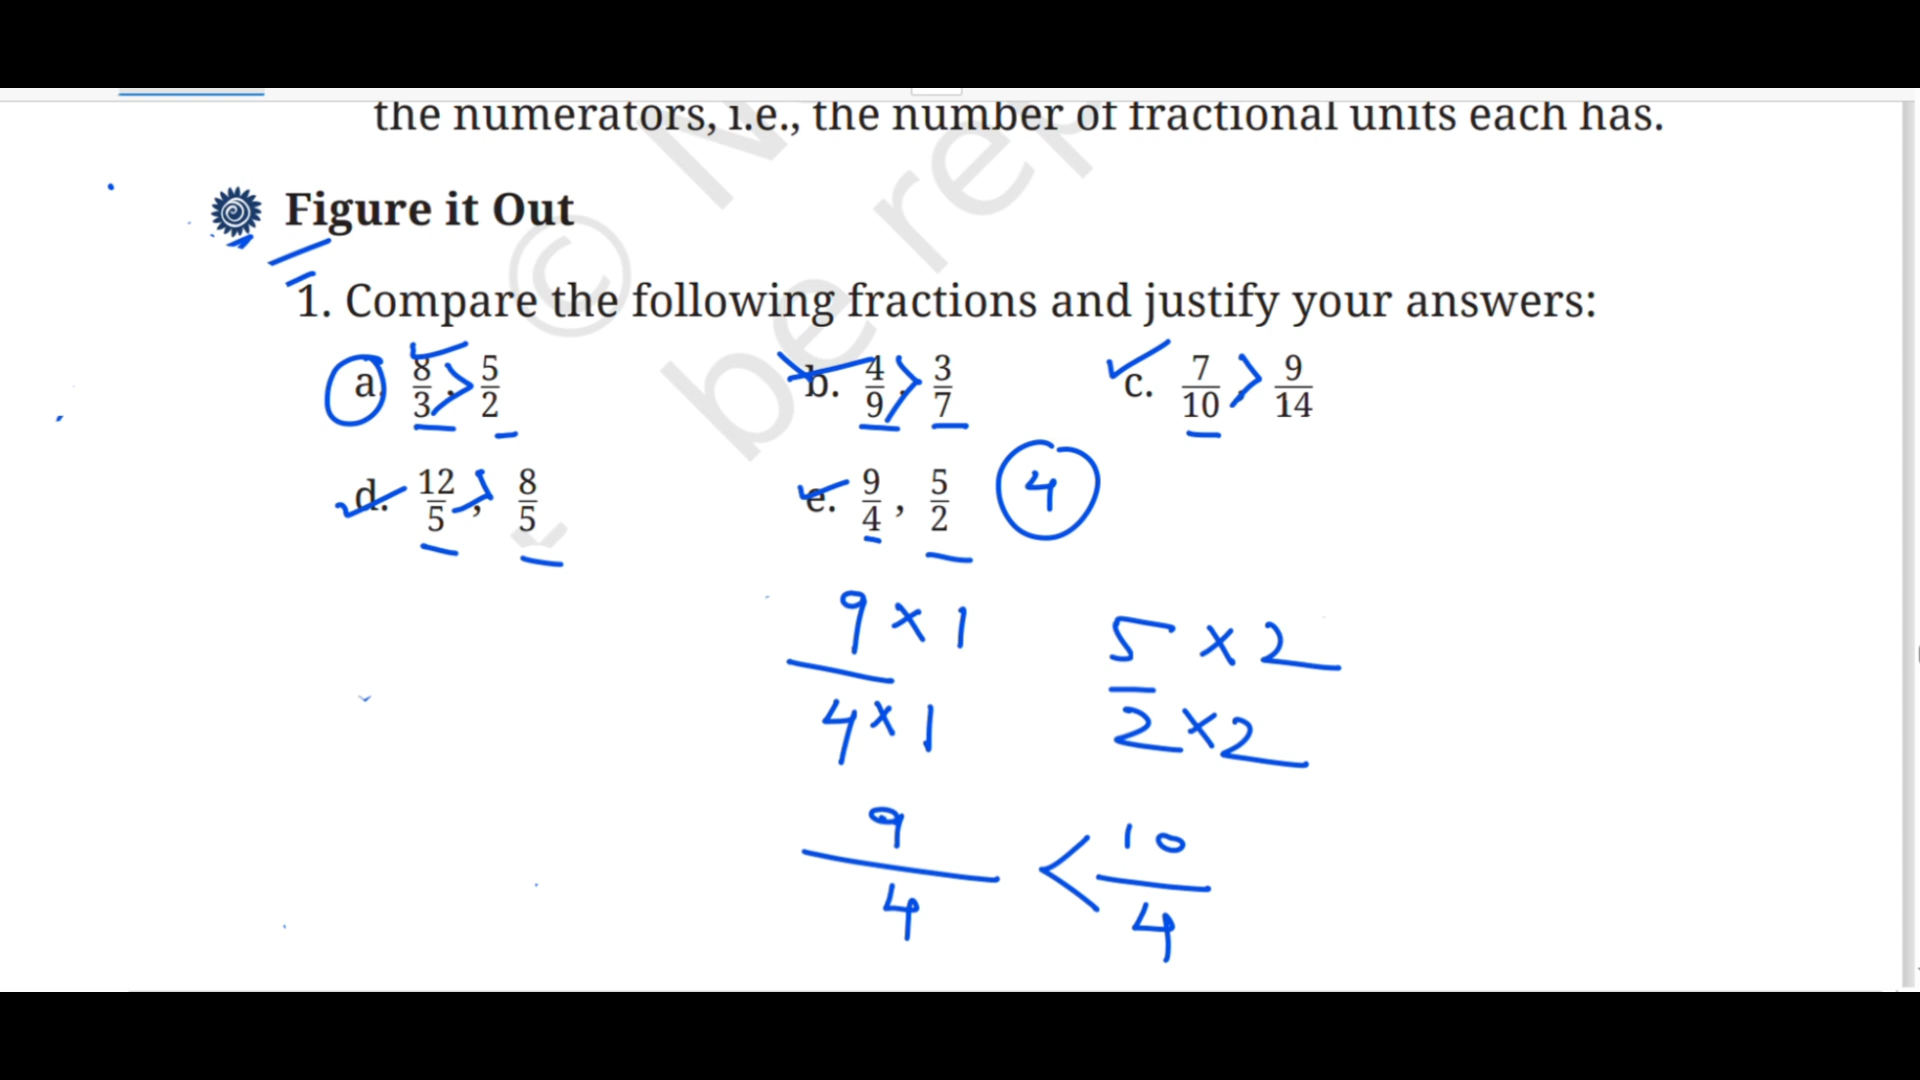 the numerators, i.e., the number of fractional units each has.
© N
be rep
Figure it Out
1. Compare the following fractions and justify your answers:
a. 8/3 > 5/2 b. 4/9 > 3/7 c. 7/10 > 9/14
d. 12/5 > , 8/5 e. 9/4 , 5/2 4
9 × 1 5 × 2
4 × 1 2 × 2
9/4 < 10/4